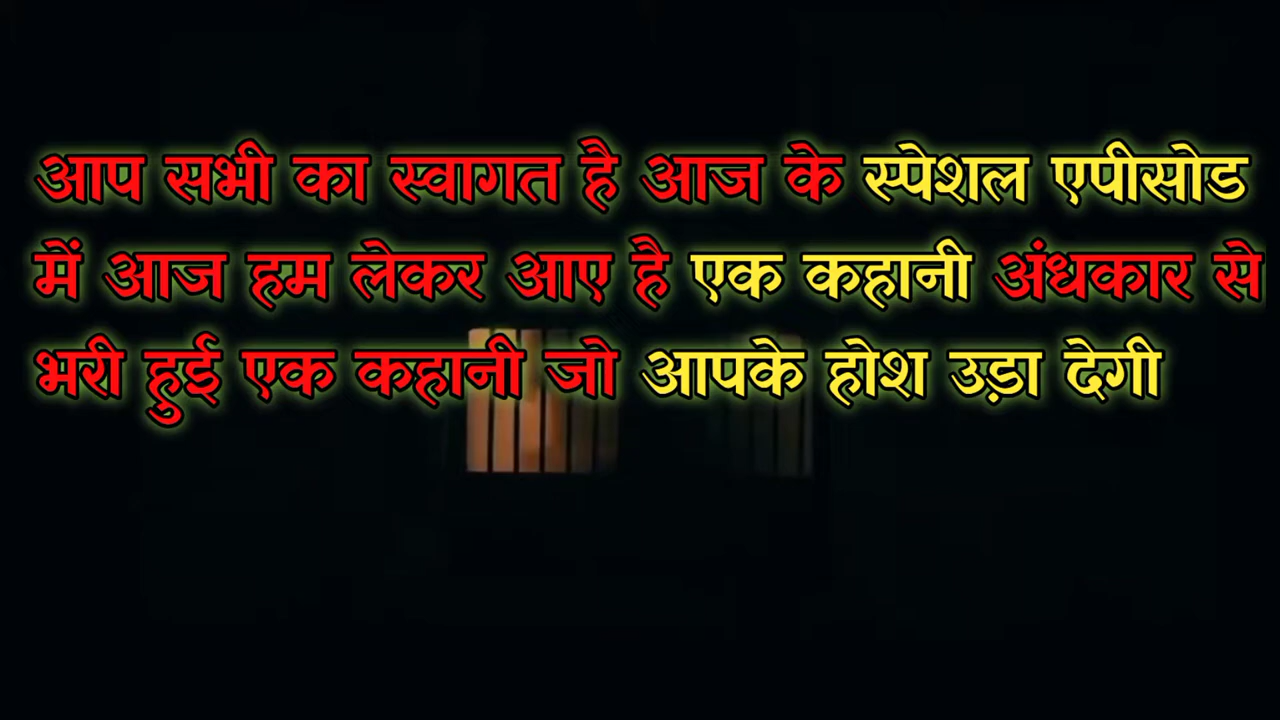 आप सभी का स्वागत है आज के स्पेशल एपीसोड
में आज हम लेकर आए है एक कहानी अंधकार से
भरी हुई एक कहानी जो आपके होश उड़ा देगी